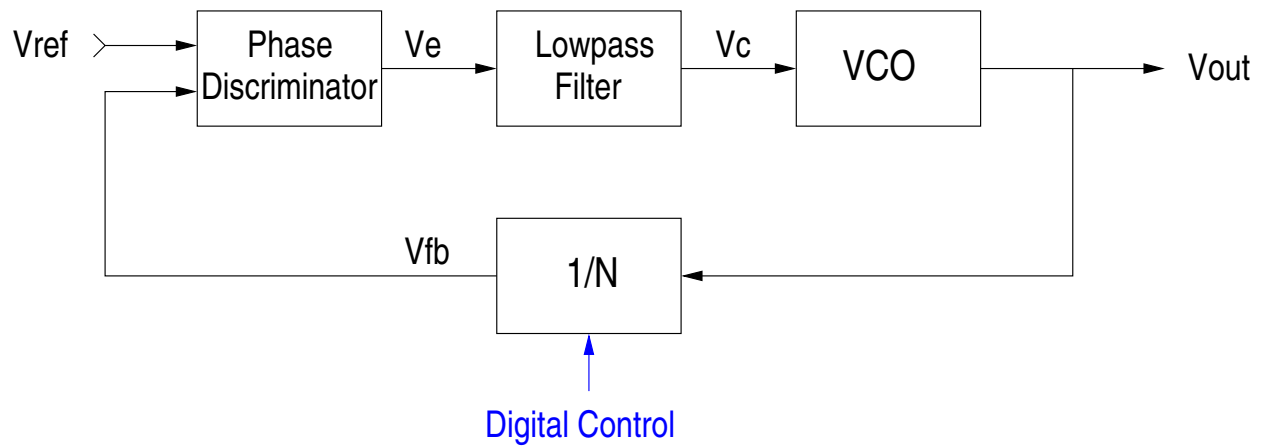 Vref
Phase
Discriminator
Ve
Lowpass
Filter
Vc
VCO
Vout
Vfb
1/N
Digital Control